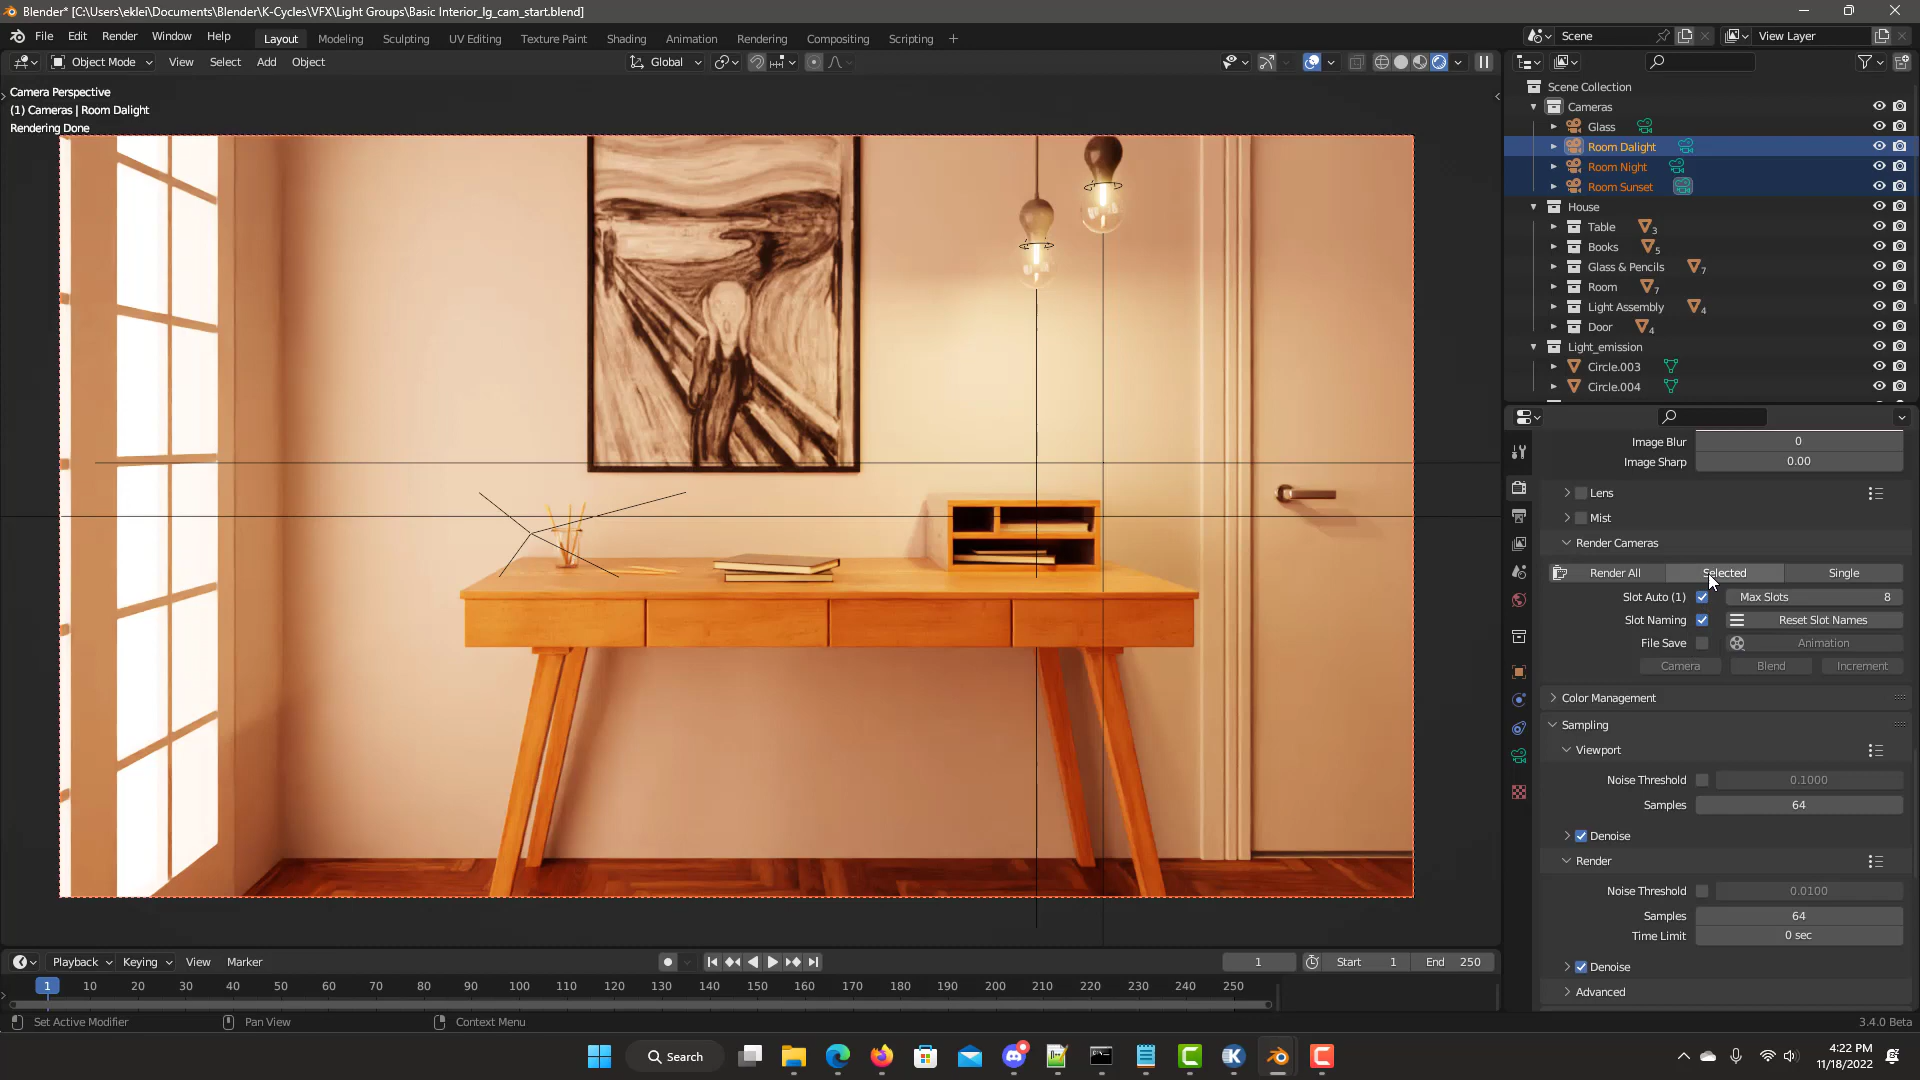 Blender* [C:\Users\eklei\Documents\Blender\K-Cycles\VFX\Light Groups\Basic Interior_lg_cam_start.blend]
File Edit Render Window Help Layout Modeling Sculpting UV Editing Texture Paint Shading Animation Rendering Compositing Scripting Scene View Layer
Object Mode View Select Add Object Global
Camera Perspective
(1) Cameras | Room Dalight
Rendering Done
Scene Collection
Cameras
Glass
Room Dalight
Room Night
Room Sunset
House
Table 3
Books 5
Glass & Pencils 7
Room 7
Light Assembly 4
Door 4
Light_emission
Circle.003
Circle.004
Image Blur 0
Image Sharp 0.00
Lens
Mist
Render Cameras
Render All Selected Single
Slot Auto (1) Max Slots 8
Slot Naming Reset Slot Names
File Save Animation
Camera Blend Increment
Color Management
Sampling
Viewport
Noise Threshold 0.1000
Samples 64
Denoise
Render
Noise Threshold 0.0100
Samples 64
Time Limit 0 sec
Denoise
Advanced
Playback Keying View Marker 1 Start 1 End 250
1 10 20 30 40 50 60 70 80 90 100 110 120 130 140 150 160 170 180 190 200 210 220 230 240 250
Set Active Modifier Pan View Context Menu 3.4.0 Beta
Search
4:22 PM
11/18/2022